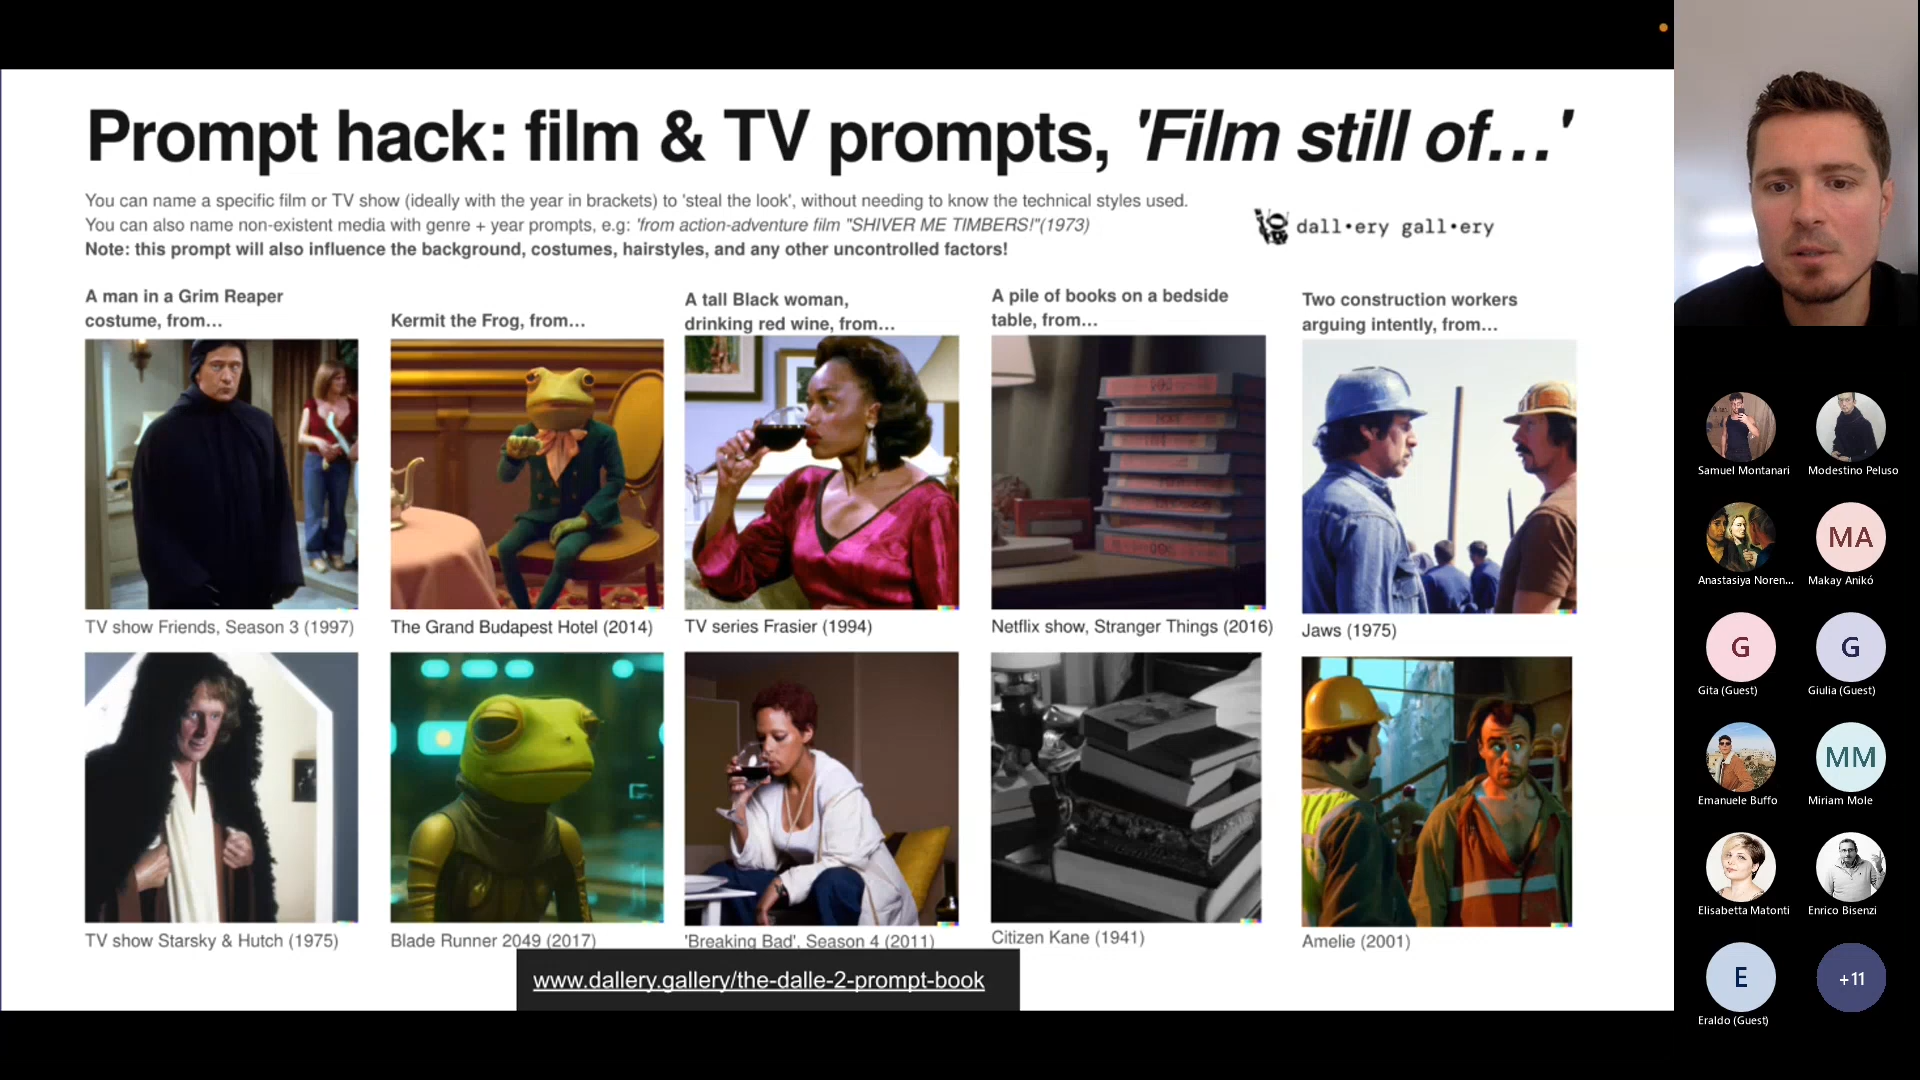 Prompt hack: film & TV prompts, 'Film still of…'
You can name a specific film or TV show (ideally with the year in brackets) to 'steal the look', without needing to know the technical styles used.
You can also name non-existent media with genre + year prompts, e.g: 'from action-adventure film "SHIVER ME TIMBERS!"(1973)
Note: this prompt will also influence the background, costumes, hairstyles, and any other uncontrolled factors!
dall•ery gall•ery
A man in a Grim Reaper
costume, from…
Kermit the Frog, from…
A tall Black woman,
drinking red wine, from…
A pile of books on a bedside
table, from…
Two construction workers
arguing intently, from…
TV show Friends, Season 3 (1997)
The Grand Budapest Hotel (2014)
TV series Frasier (1994)
Netflix show, Stranger Things (2016)
Jaws (1975)
TV show Starsky & Hutch (1975)
Blade Runner 2049 (2017)
'Breaking Bad', Season 4 (2011)
Citizen Kane (1941)
Amelie (2001)
www.dallery.gallery/the-dalle-2-prompt-book
Samuel Montanari
Modestino Peluso
Anastasiya Noren...
MA
Makay Anikó
G
Gita (Guest)
G
Giulia (Guest)
Emanuele Buffo
MM
Miriam Mole
Elisabetta Matonti
Enrico Bisenzi
E
Eraldo (Guest)
+11